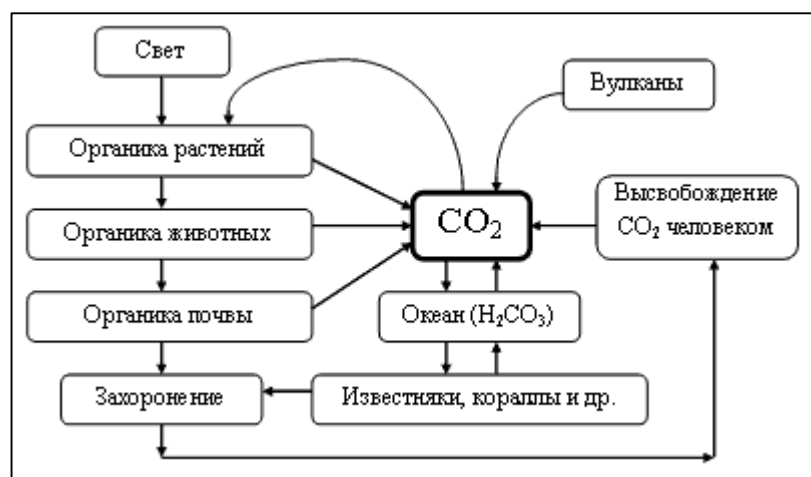 Свет
Вулканы
Органика растений
Высвобождение
CO₂ человеком
CO₂
Органика животных
Органика почвы
Океан (H₂CO₃)
Захоронение
Известняки, кораллы и др.